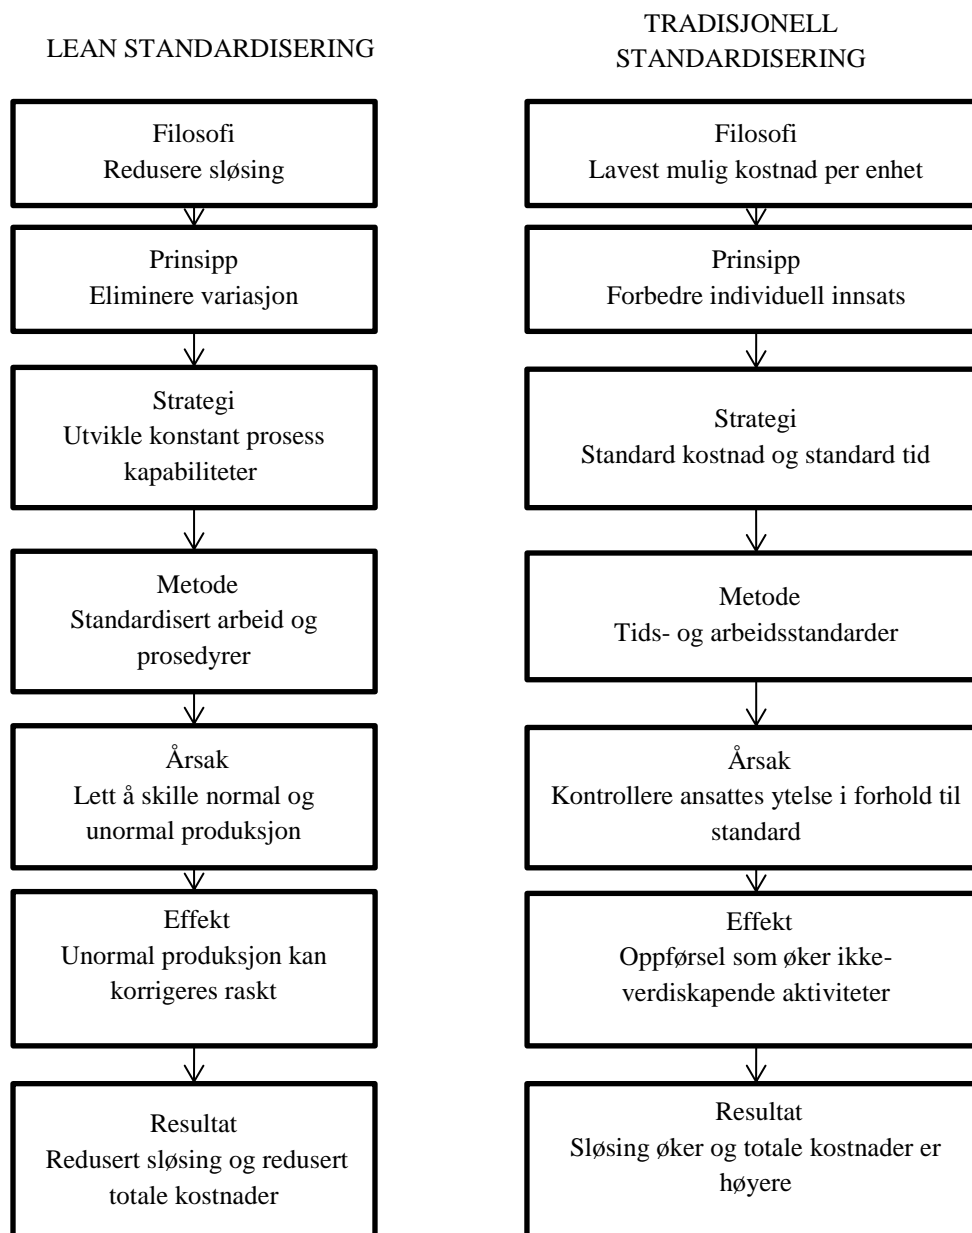 LEAN STANDARDISERING
Filosofi
Redusere sløsing
Prinsipp
Eliminere variasjon
Strategi
Utvikle konstant prosess
kapabiliteter
Metode
Standardisert arbeid og
prosedyrer
Årsak
Lett å skille normal og
unormal produksjon
Effekt
Unormal produksjon kan
korrigeres raskt
Resultat
Redusert sløsing og redusert
totale kostnader
TRADISJONELL
STANDARDISERING
Filosofi
Lavest mulig kostnad per enhet
Prinsipp
Forbedre individuell innsats
Strategi
Standard kostnad og standard tid
Metode
Tids- og arbeidsstandarder
Årsak
Kontrollere ansattes ytelse i forhold til
standard
Effekt
Oppførsel som øker ikke-
verdiskapende aktiviteter
Resultat
Sløsing øker og totale kostnader er
høyere